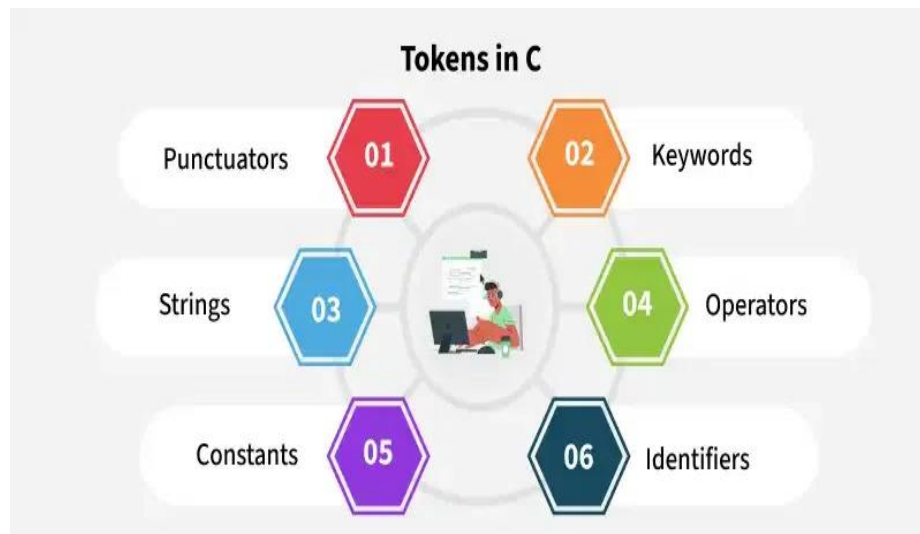 Tokens in C
Punctuators
01
02
Keywords
Strings
03
04
Operators
Constants
05
06
Identifiers